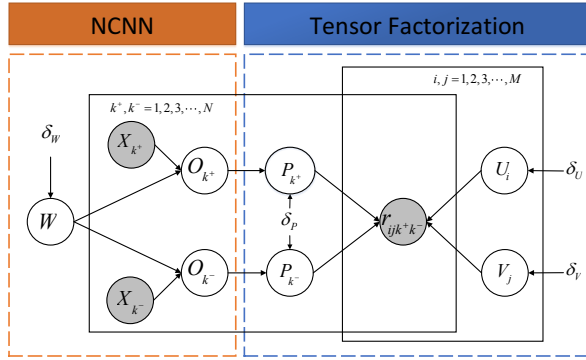 NCNN
Tensor Factorization
i, j = 1, 2, 3, ⋯, M
k⁺, k⁻ = 1, 2, 3, ⋯, N
δ_W
X_{k⁺}
O_{k⁺}
P_{k⁺}
U_i
δ_U
W
δ_P
r_{ijk⁺k⁻}
X_{k⁻}
O_{k⁻}
P_{k⁻}
V_j
δ_V